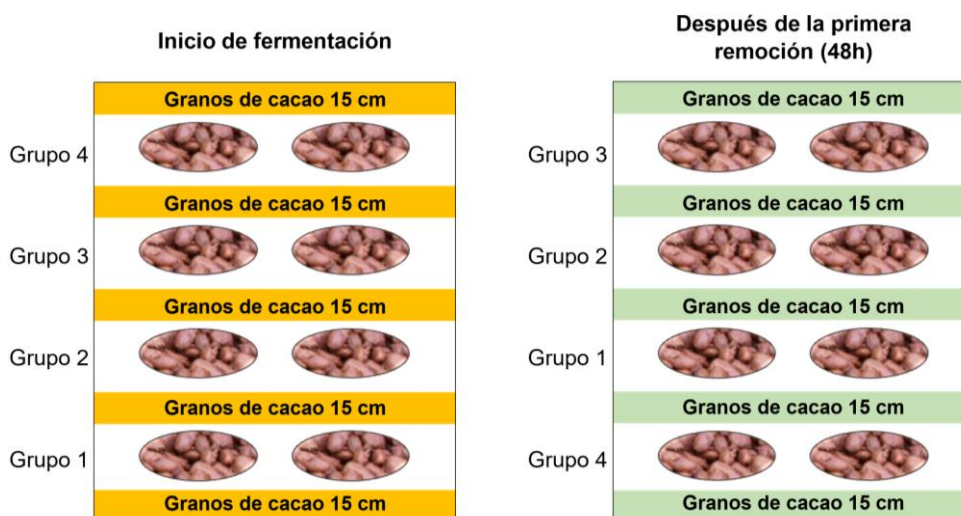 Inicio de fermentación
Granos de cacao 15 cm
Grupo 4
Granos de cacao 15 cm
Grupo 3
Granos de cacao 15 cm
Grupo 2
Granos de cacao 15 cm
Grupo 1
Granos de cacao 15 cm
Después de la primera
remoción (48h)
Granos de cacao 15 cm
Grupo 3
Granos de cacao 15 cm
Grupo 2
Granos de cacao 15 cm
Grupo 1
Granos de cacao 15 cm
Grupo 4
Granos de cacao 15 cm